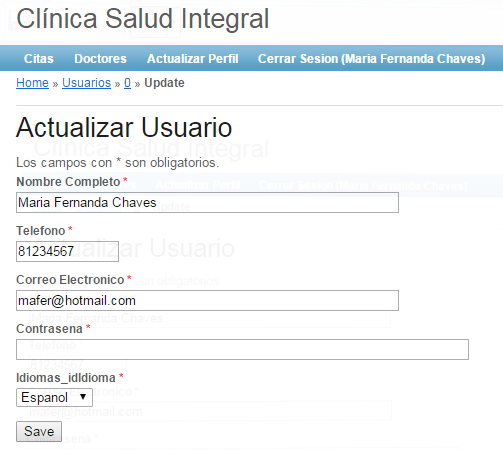 Clínica Salud Integral
Citas Doctores Actualizar Perfil Cerrar Sesion (Maria Fernanda Chaves)
Home » Usuarios » 0 » Update
Actualizar Usuario
Los campos con * son obligatorios.
Nombre Completo *
Maria Fernanda Chaves
Telefono *
81234567
Correo Electronico *
mafer@hotmail.com
Contrasena *
Idiomas_idIdioma *
Espanol
Save